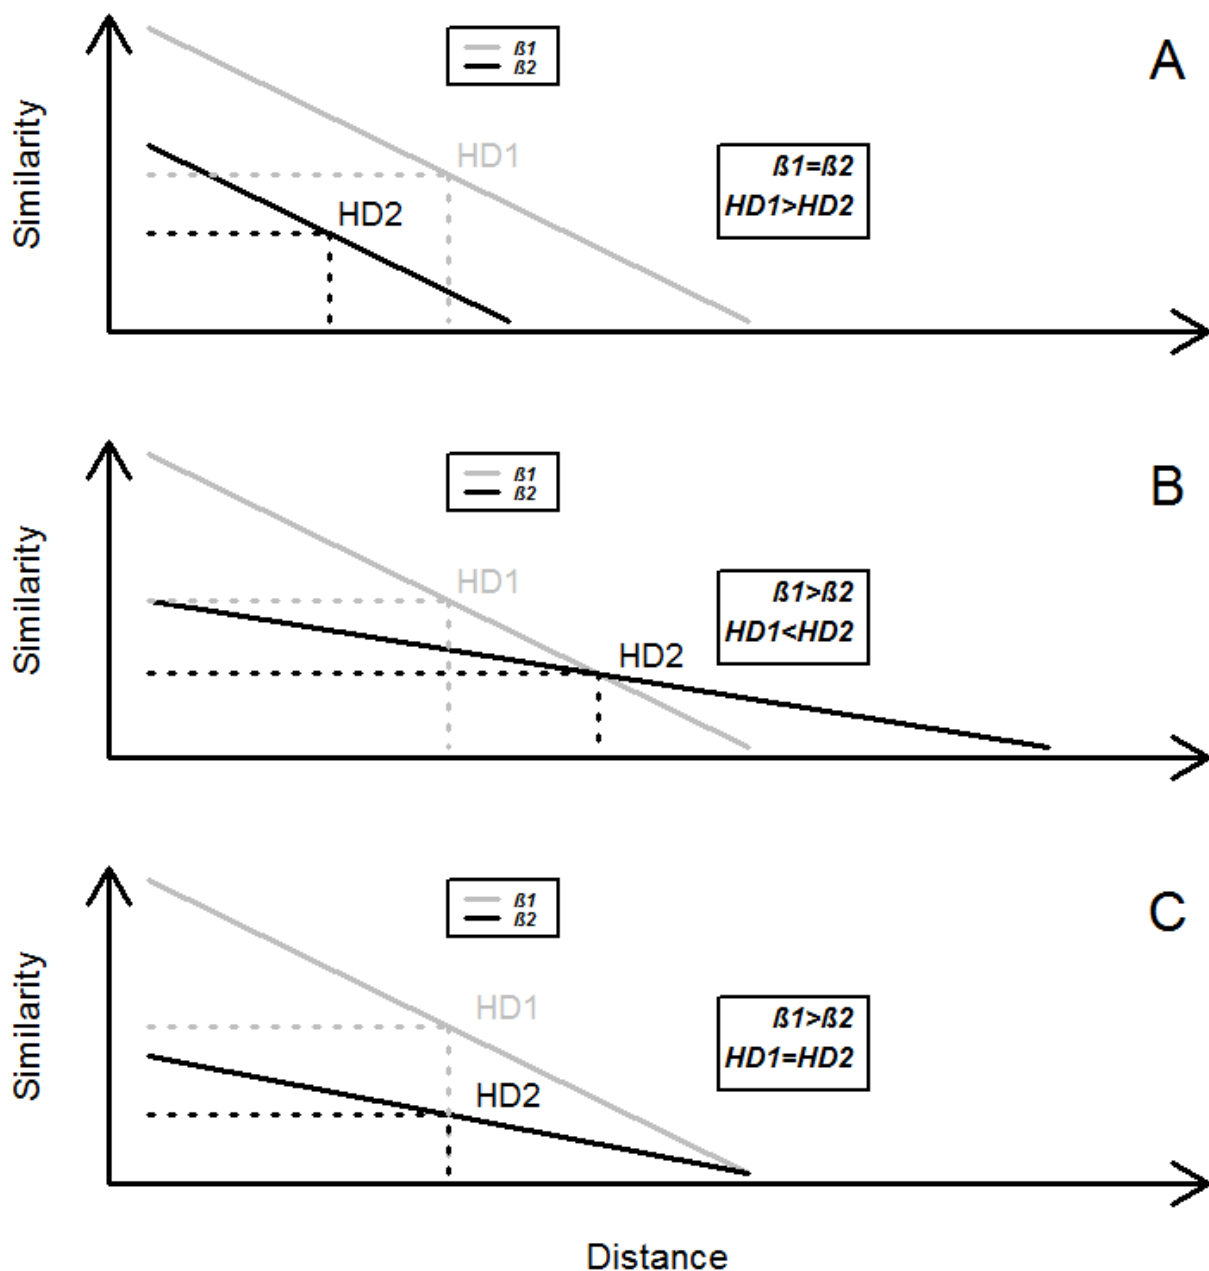 ß1
ß2
A
HD1
ß1=ß2
HD1>HD2
HD2
Similarity
ß1
ß2
B
HD1
ß1>ß2
HD1<HD2
HD2
Similarity
ß1
ß2
C
HD1
ß1>ß2
HD1=HD2
HD2
Similarity
Distance